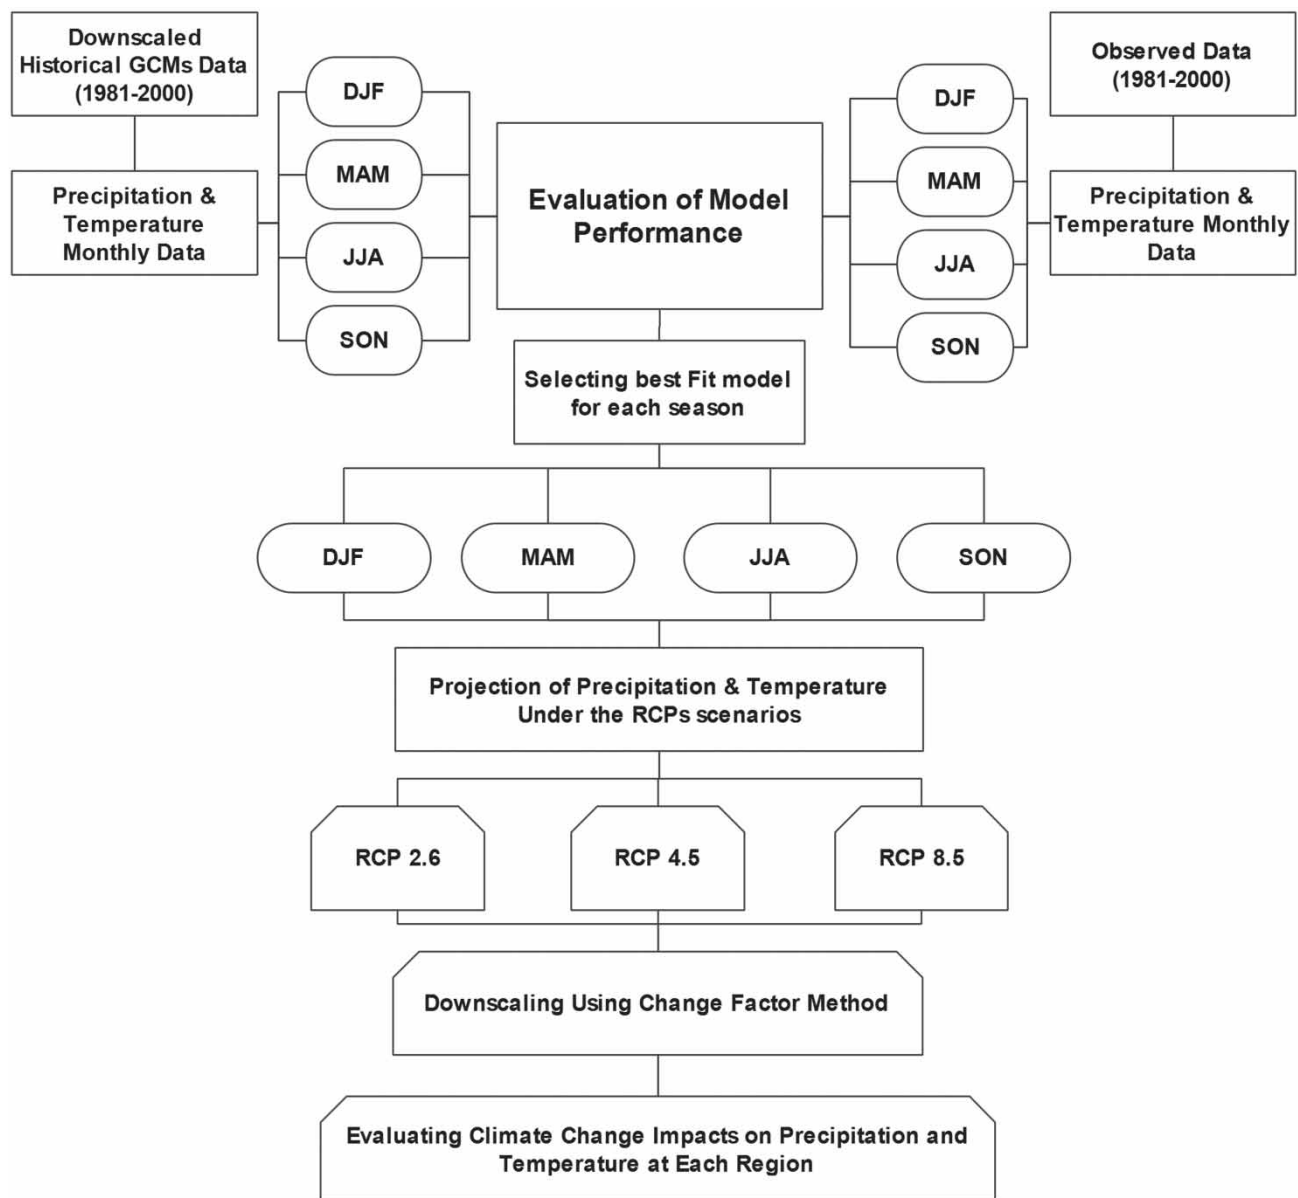 Downscaled
Historical GCMs Data
(1981-2000)
Precipitation &
Temperature
Monthly Data
DJF
MAM
JJA
SON
Evaluation of Model
Performance
DJF
MAM
JJA
SON
Observed Data
(1981-2000)
Precipitation &
Temperature Monthly
Data
Selecting best Fit model
for each season
DJF
MAM
JJA
SON
Projection of Precipitation & Temperature
Under the RCPs scenarios
RCP 2.6
RCP 4.5
RCP 8.5
Downscaling Using Change Factor Method
Evaluating Climate Change Impacts on Precipitation and
Temperature at Each Region